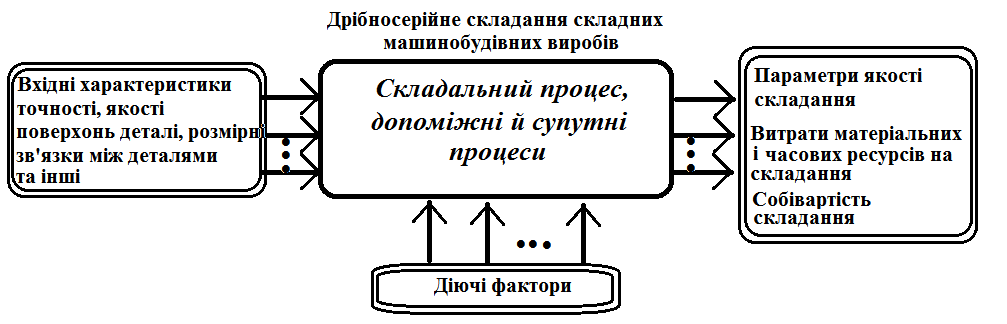 Дрібносерійне складання складних
машинобудівних виробів
Вхідні характеристики
точності, якості
поверхонь деталі, розмірні
зв'язки між деталями
та інші
Складальний процес,
допоміжні й супутні
процеси
Параметри якості
складання
Витрати матеріальних
і часових ресурсів на
складання
Собівартість
складання
Діючі фактори